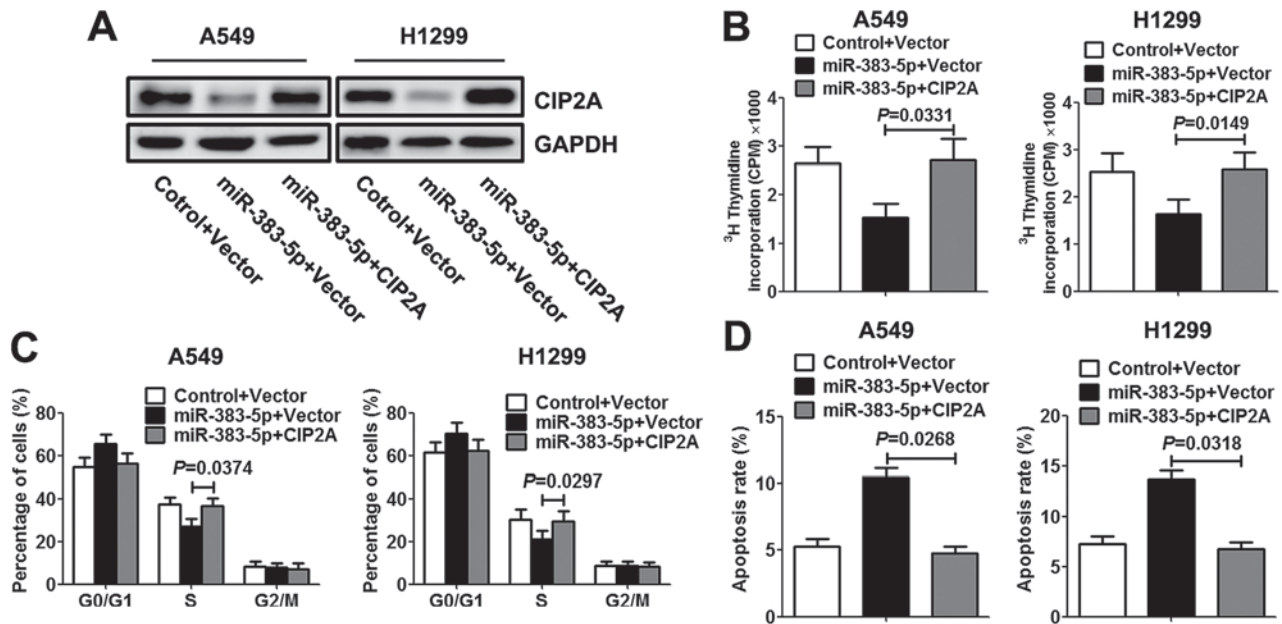 A
A549
H1299
CIP2A
GAPDH
Cotrol+Vector
miR-383-5p+Vector
miR-383-5p+CIP2A
Cotrol+Vector
miR-383-5p+Vector
miR-383-5p+CIP2A
B
A549
Control+Vector
miR-383-5p+Vector
miR-383-5p+CIP2A
P=0.0331
³H Thymidine
incorporation (CPM) ×1000
4
3
2
1
0
H1299
Control+Vector
miR-383-5p+Vector
miR-383-5p+CIP2A
P=0.0149
³H Thymidine
incorporation (CPM) ×1000
4
3
2
1
0
C
A549
Control+Vector
miR-383-5p+Vector
miR-383-5p+CIP2A
P=0.0374
Percentage of cells (%)
80
60
40
20
0
G0/G1 S G2/M
H1299
Control+Vector
miR-383-5p+Vector
miR-383-5p+CIP2A
P=0.0297
Percentage of cells (%)
80
60
40
20
0
G0/G1 S G2/M
D
A549
Control+Vector
miR-383-5p+Vector
miR-383-5p+CIP2A
P=0.0268
Apoptosis rate (%)
15
10
5
0
H1299
Control+Vector
miR-383-5p+Vector
miR-383-5p+CIP2A
P=0.0318
Apoptosis rate (%)
20
15
10
5
0